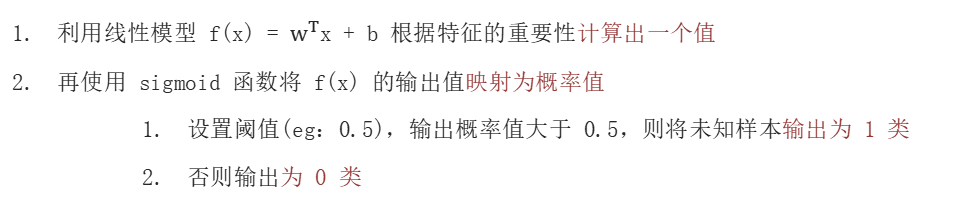 1. 利用线性模型 f(x) = wᵀx + b 根据特征的重要性计算出一个值
2. 再使用 sigmoid 函数将 f(x) 的输出值映射为概率值
1. 设置阈值(eg：0.5)，输出概率值大于 0.5，则将未知样本输出为 1 类
2. 否则输出为 0 类